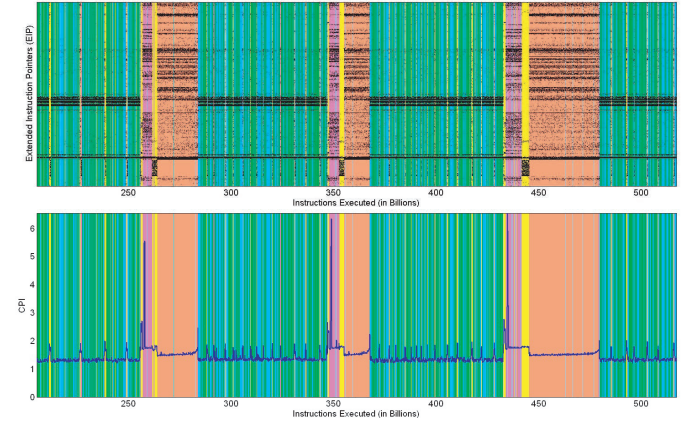 Extended Instruction Pointers (EIP)
250 300 350 400 450 500
Instructions Executed (in Billions)
CPI
6
5
4
3
2
1
0
250 300 350 400 450 500
Instructions Executed (in Billions)